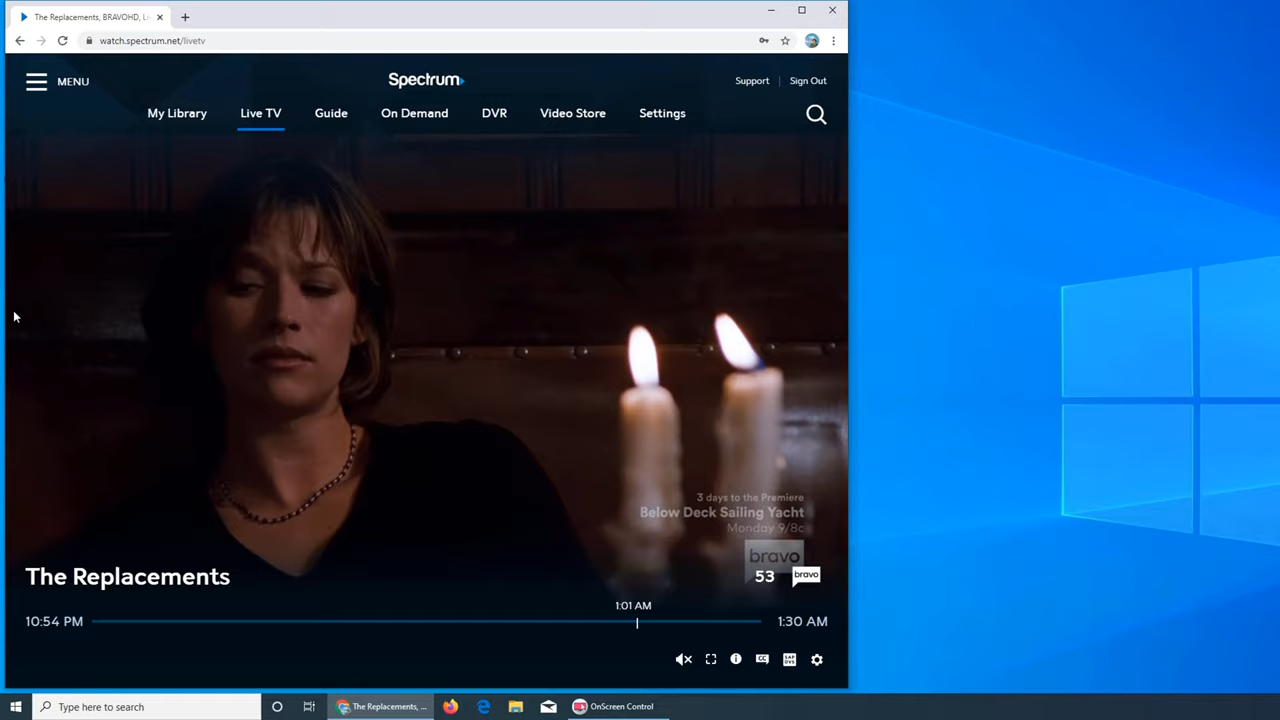 The Replacements, BRAVOHD, Li
watch.spectrum.net/livetv
MENU
Spectrum
Support | Sign Out
My Library Live TV Guide On Demand DVR Video Store Settings
3 days to the Premiere
Below Deck Sailing Yacht
Monday 9/8c
bravo
The Replacements
53 bravo
1:01 AM
10:54 PM
1:30 AM
CC
SAP
DVS
Type here to search
The Replacements, ...
OnScreen Control